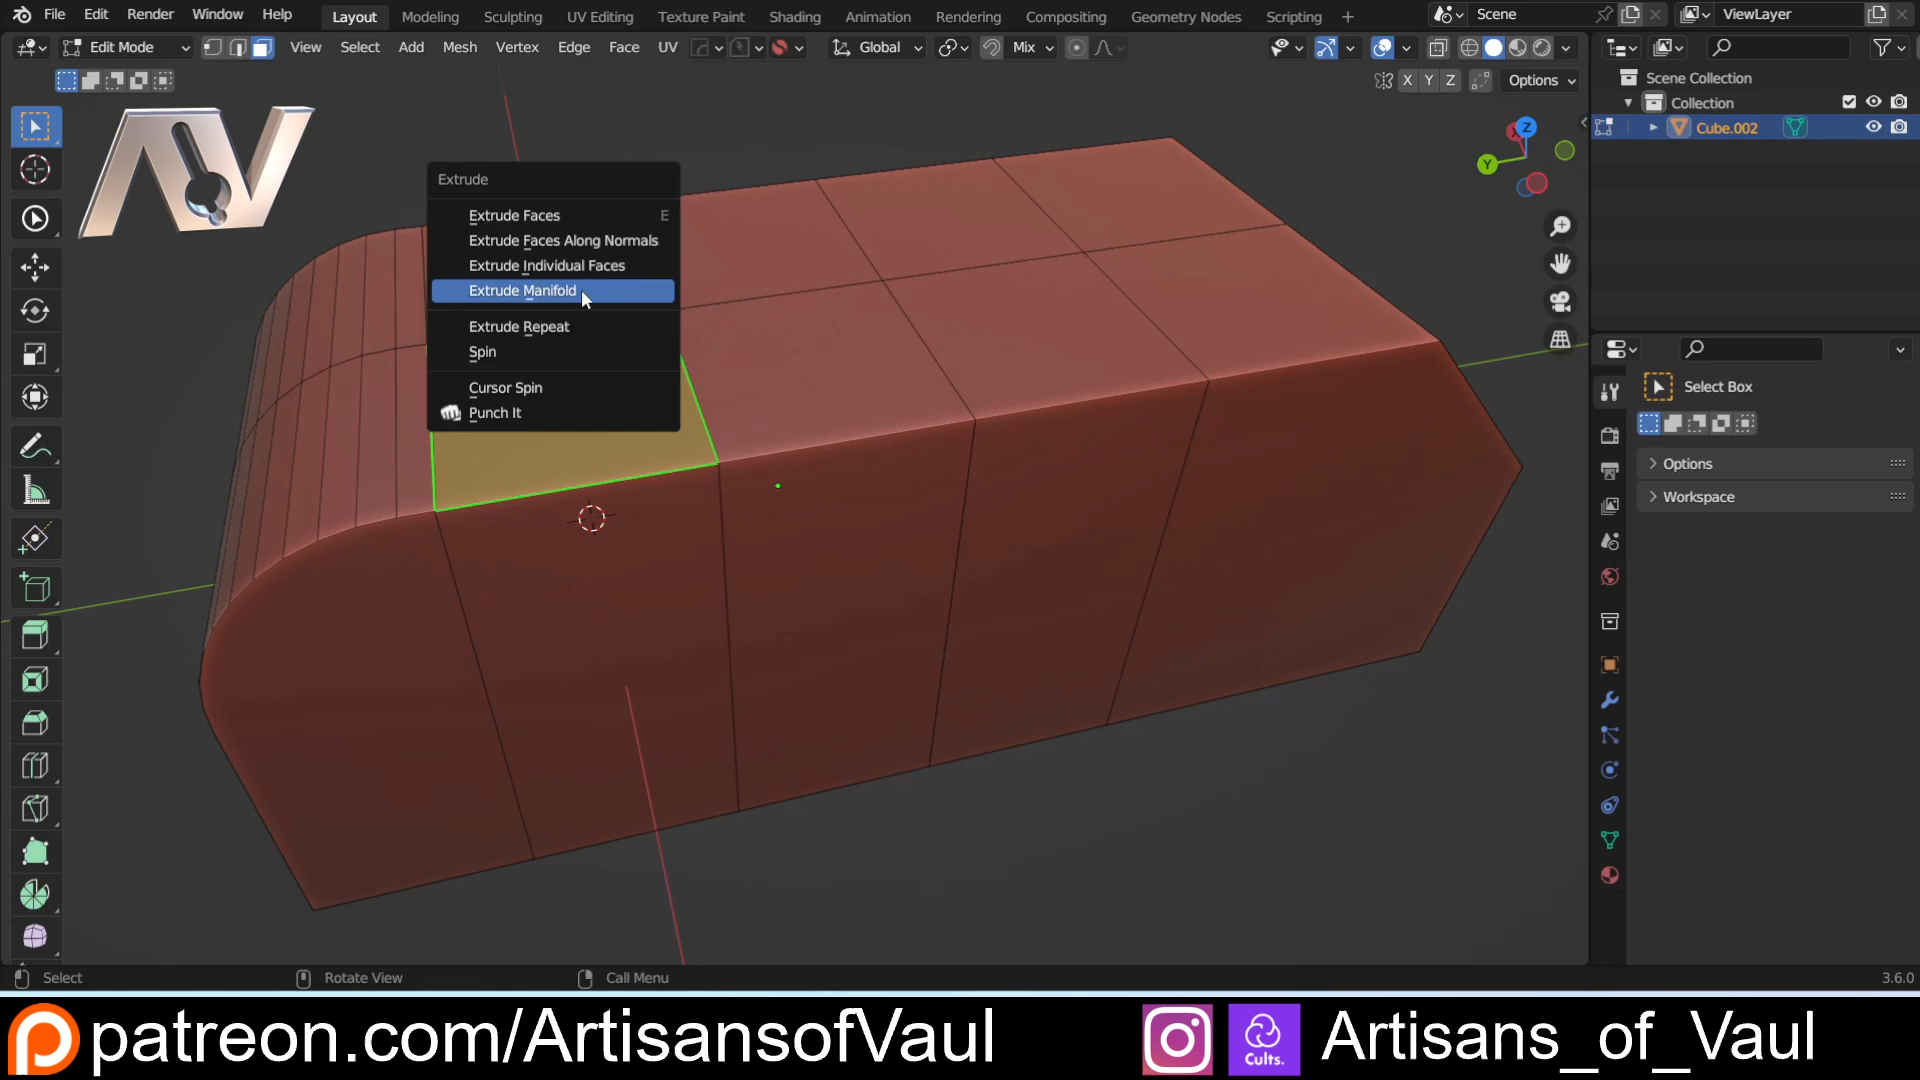 File Edit Render Window Help Layout Modeling Sculpting UV Editing Texture Paint Shading Animation Rendering Compositing Geometry Nodes Scripting + Scene ViewLayer
Edit Mode View Select Add Mesh Vertex Edge Face UV Global Mix
X Y Z Options
Scene Collection
Collection
Cube.002
Z
X
Y
Extrude
Extrude Faces E
Extrude Faces Along Normals
Extrude Individual Faces
Extrude Manifold
Extrude Repeat
Spin
Cursor Spin
Punch It
Select Box
Options
Workspace
Select Rotate View Call Menu 3.6.0
patreon.com/ArtisansofVaul Cults. Artisans_of_Vaul